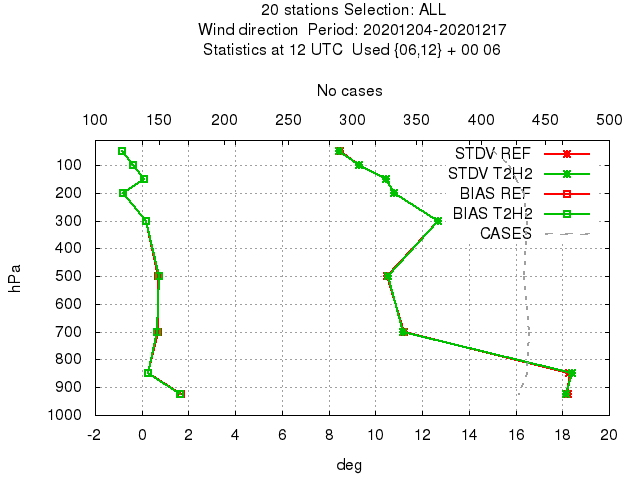 20 stations Selection: ALL
Wind direction  Period: 20201204-20201217
Statistics at 12 UTC  Used {06,12} + 00 06
No cases
100 150 200 250 300 350 400 450 500
STDV REF
STDV T2H2
BIAS REF
BIAS T2H2
CASES
100
200
300
400
500
600
700
800
900
1000
hPa
-2 0 2 4 6 8 10 12 14 16 18 20
deg